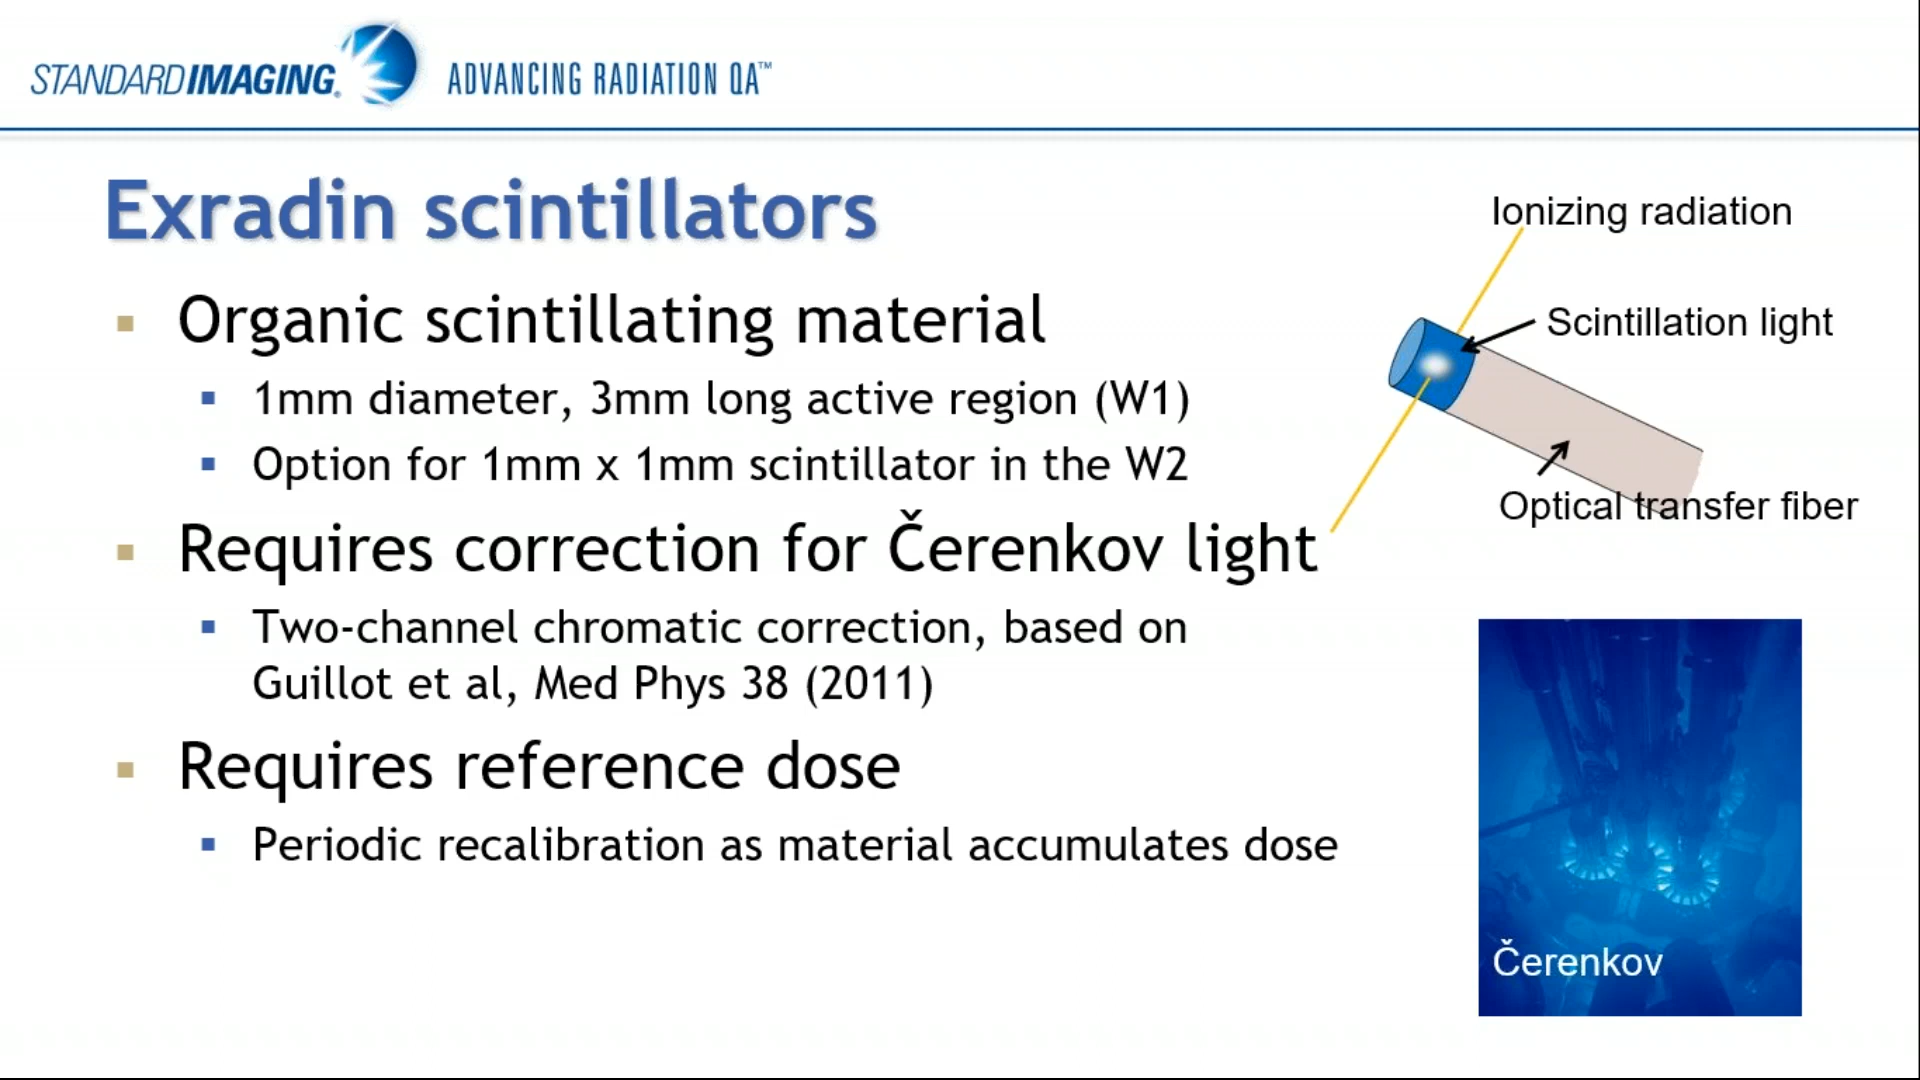 STANDARD IMAGING® ADVANCING RADIATION QA™
Exradin scintillators
Organic scintillating material
1mm diameter, 3mm long active region (W1)
Option for 1mm x 1mm scintillator in the W2
Requires correction for Čerenkov light
Two-channel chromatic correction, based on
Guillot et al, Med Phys 38 (2011)
Requires reference dose
Periodic recalibration as material accumulates dose
Ionizing radiation
Scintillation light
Optical transfer fiber
Čerenkov